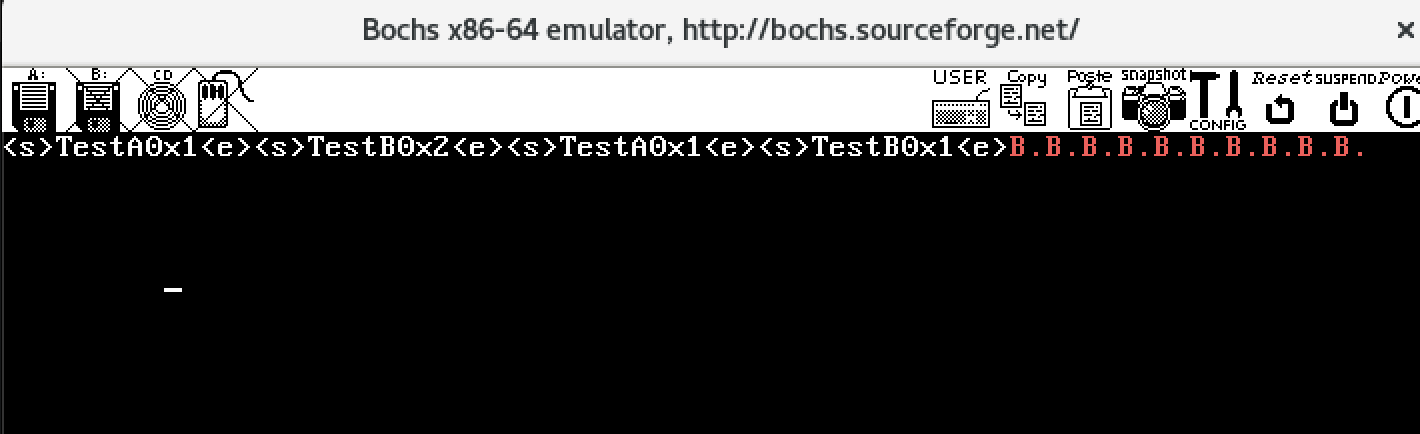 Bochs x86-64 emulator, http://bochs.sourceforge.net/ ×
A: B: CD USER Copy Paste snapshot CONFIG Reset SUSPEND Powe
<s>TestA0x1<e><s>TestB0x2<e><s>TestA0x1<e><s>TestB0x1<e>B.B.B.B.B.B.B.B.B.B.
_